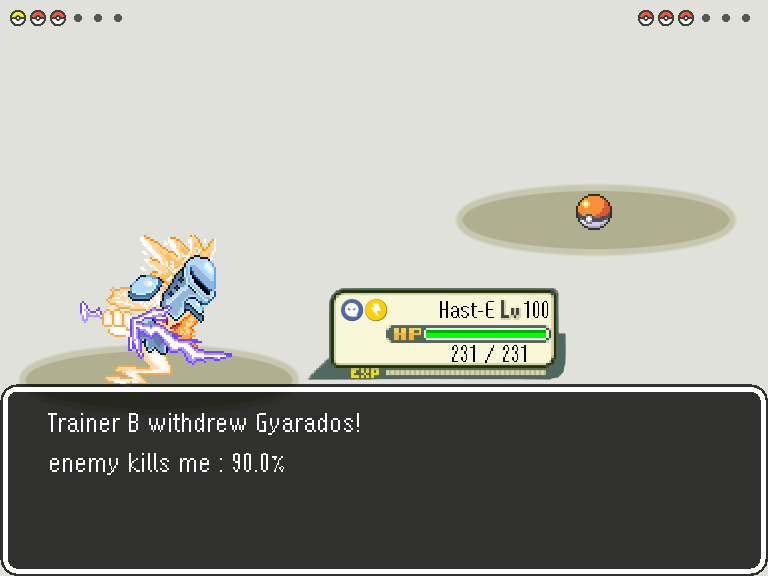 Hast-E Lv100
HP
231 / 231
EXP
Trainer B withdrew Gyarados!
enemy kills me : 90.0%